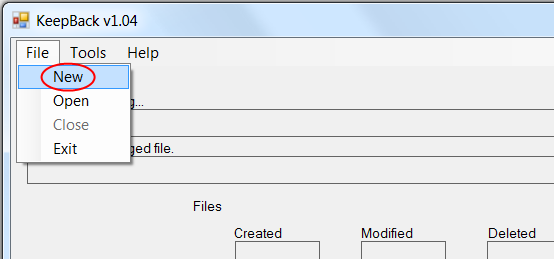 KeepBack v1.04
File Tools Help
New
Open
g...
Close
Exit
ged file.
Files
Created Modified Deleted